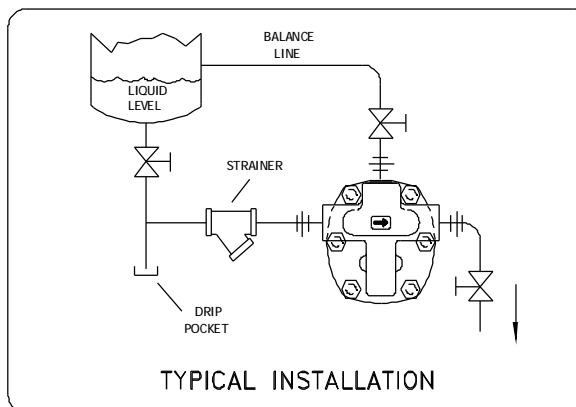 BALANCE
LINE
LIQUID
LEVEL
STRAINER
DRIP
POCKET
TYPICAL INSTALLATION